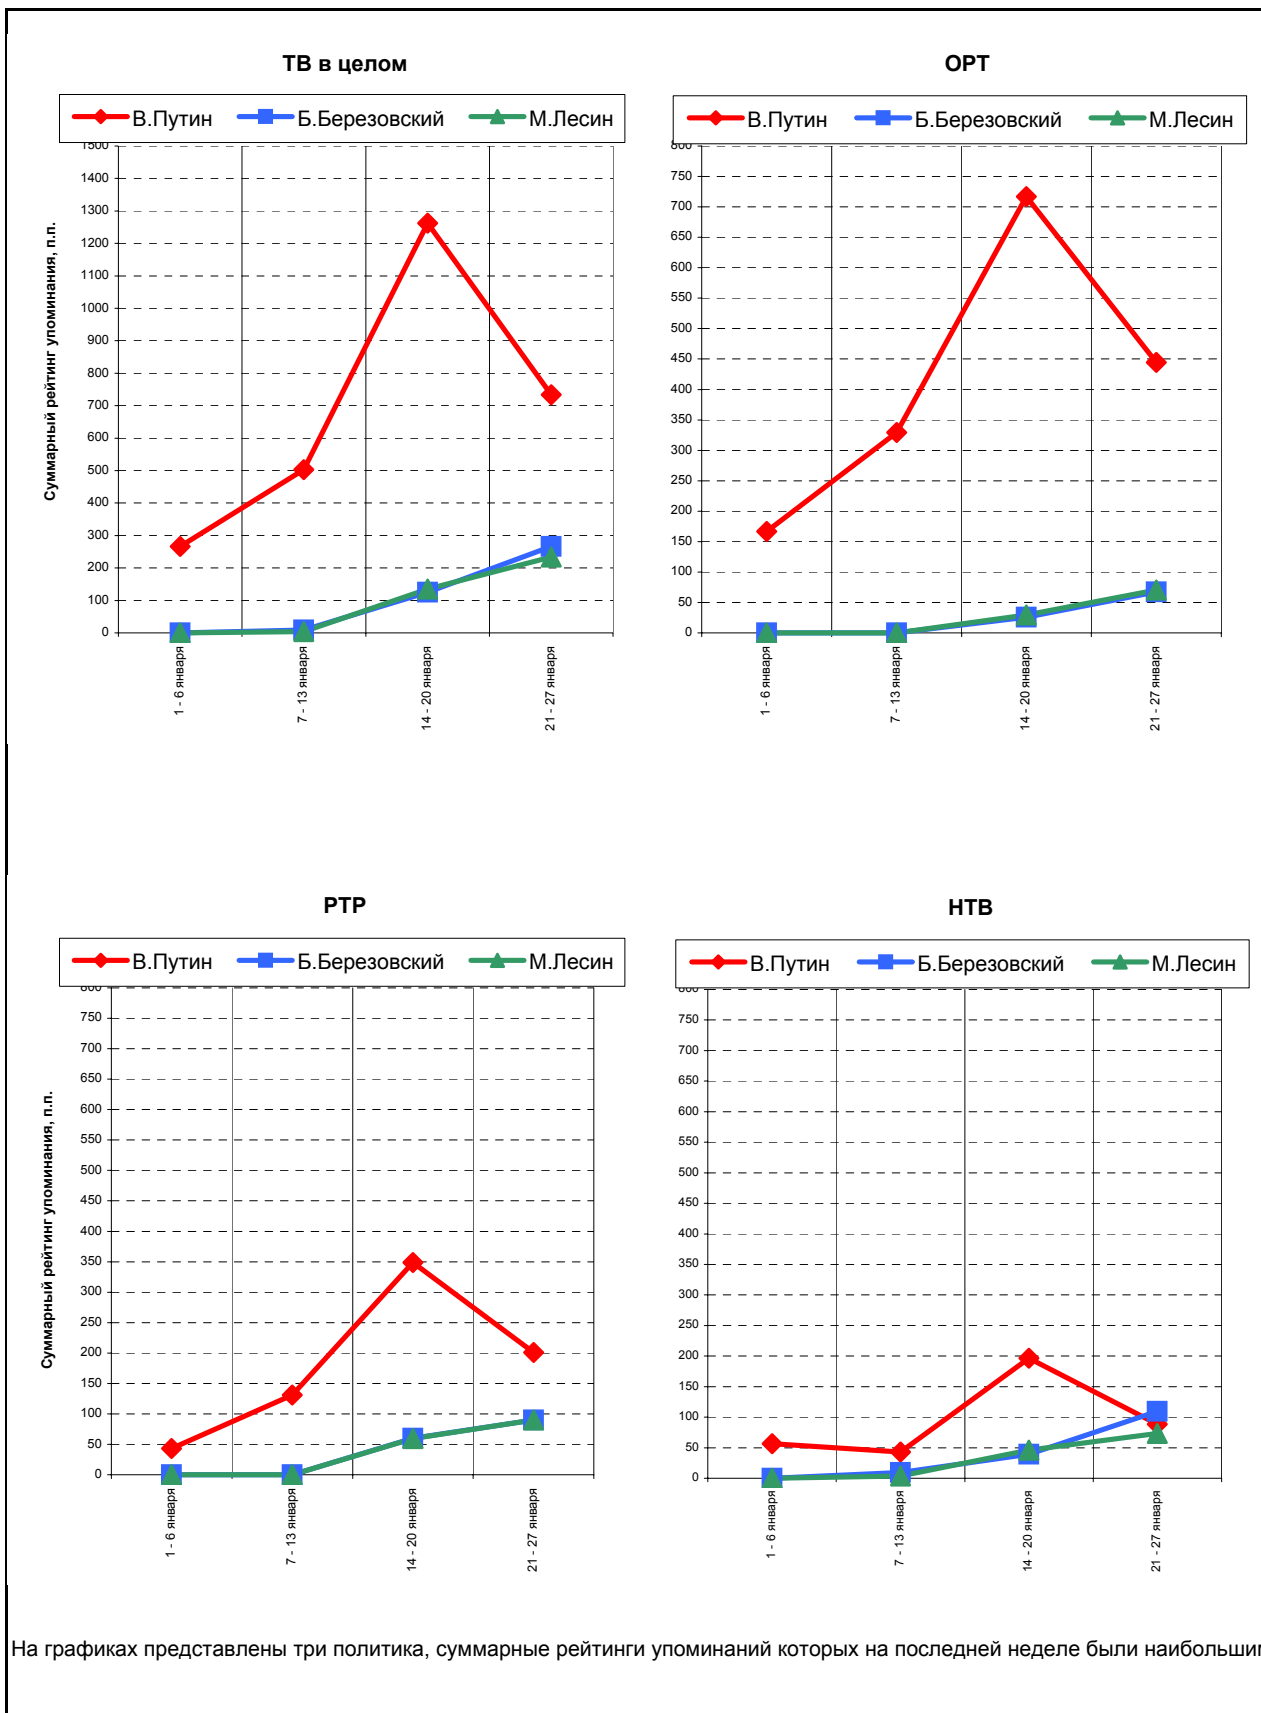 ТВ в целом
В.Путин Б.Березовский М.Лесин
Суммарный рейтинг упоминания, п.п.
1500
1400
1300
1200
1100
1000
900
800
700
600
500
400
300
200
100
0
1 - 6 января
7 - 13 января
14 - 20 января
21 - 27 января
ОРТ
В.Путин Б.Березовский М.Лесин
800
750
700
650
600
550
500
450
400
350
300
250
200
150
100
50
0
1 - 6 января
7 - 13 января
14 - 20 января
21 - 27 января
РТР
В.Путин Б.Березовский М.Лесин
Суммарный рейтинг упоминания, п.п.
800
750
700
650
600
550
500
450
400
350
300
250
200
150
100
50
0
1 - 6 января
7 - 13 января
14 - 20 января
21 - 27 января
НТВ
В.Путин Б.Березовский М.Лесин
800
750
700
650
600
550
500
450
400
350
300
250
200
150
100
50
0
1 - 6 января
7 - 13 января
14 - 20 января
21 - 27 января
На графиках представлены три политика, суммарные рейтинги упоминаний которых на последней неделе были наибольшим